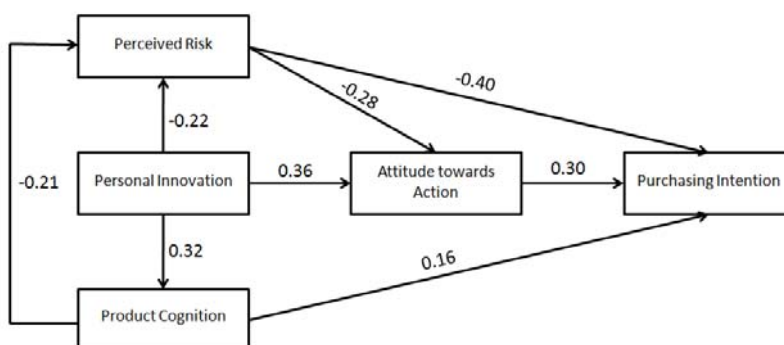 Perceived Risk
-0.40
-0.28
-0.22
-0.21
Personal Innovation
0.36
Attitude towards
Action
0.30
Purchasing Intention
0.32
0.16
Product Cognition